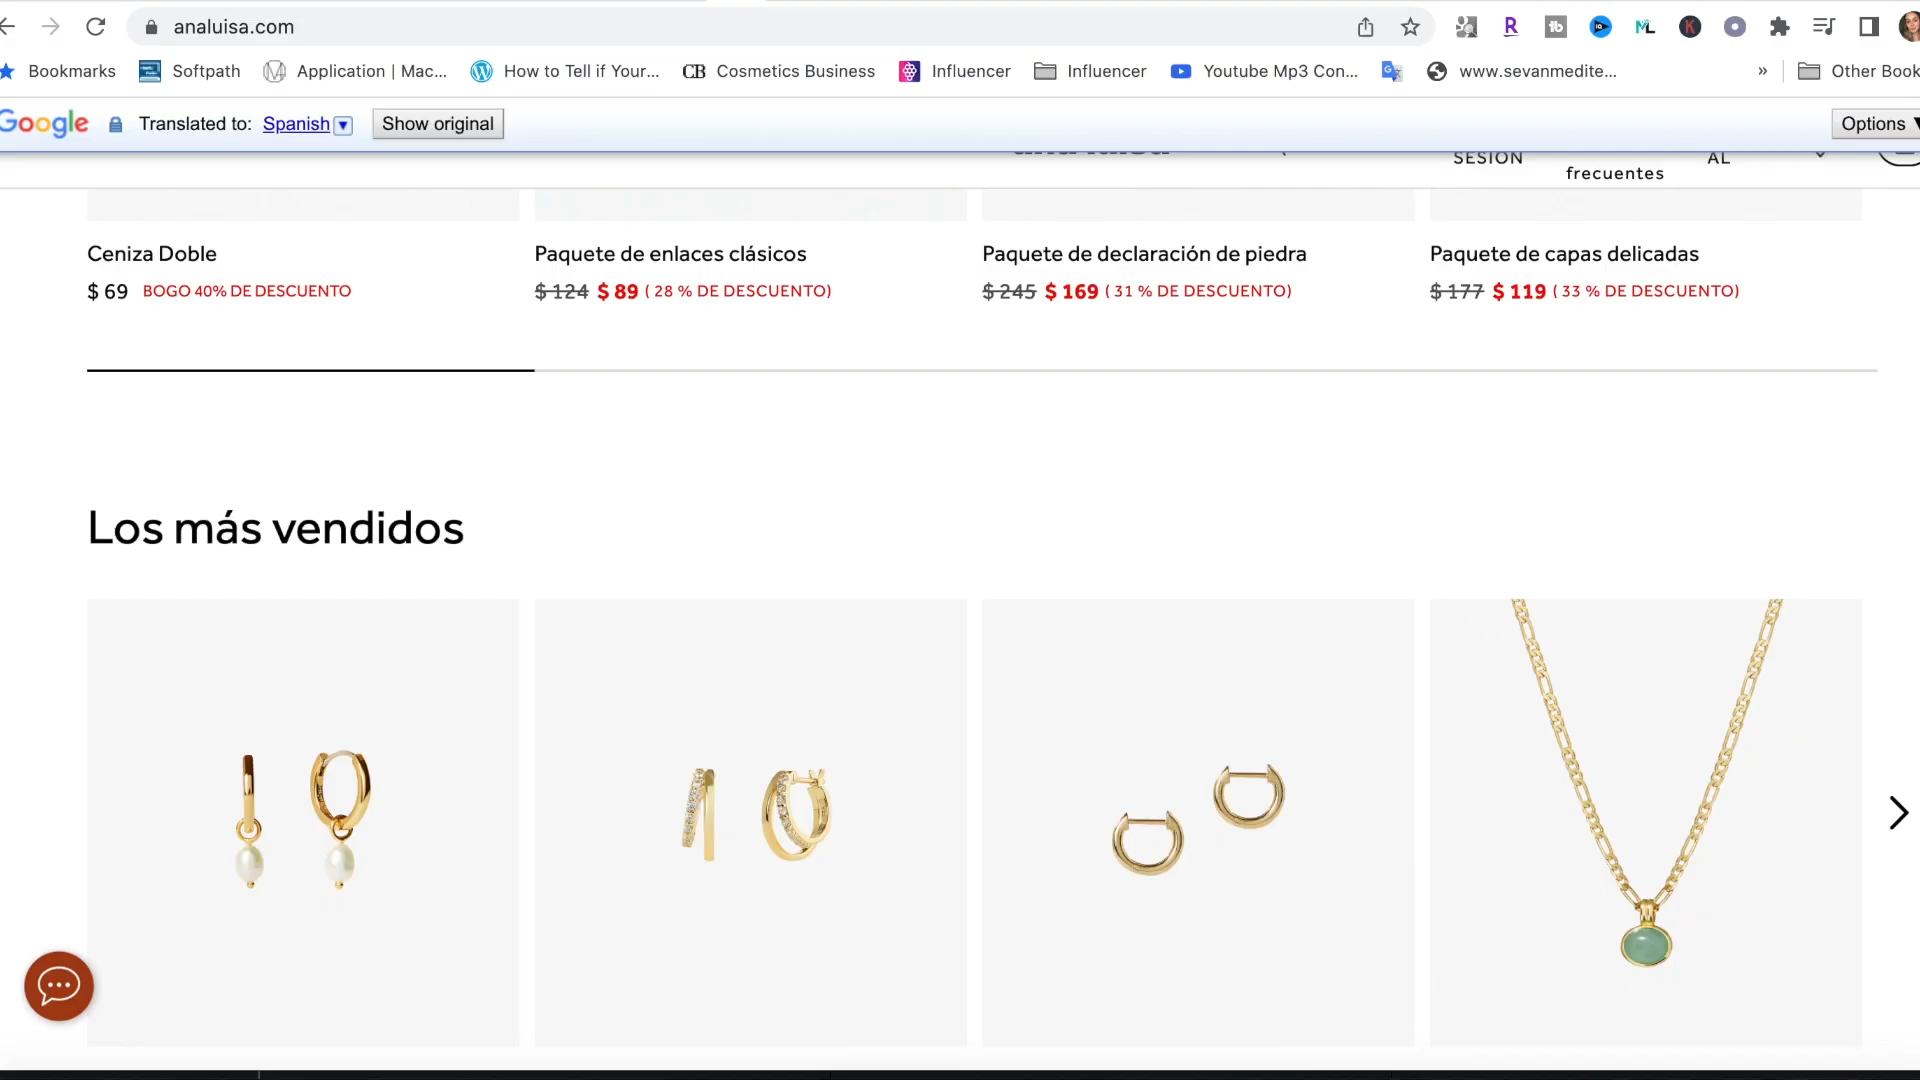 analuisa.com
Bookmarks Softpath Application | Mac... How to Tell if Your... CB Cosmetics Business Influencer Influencer Youtube Mp3 Con... www.sevanmedite... » Other Book
Google Translated to: Spanish Show original Options
SESIÓN AL
frecuentes
Ceniza Doble
$ 69 BOGO 40% DE DESCUENTO
Paquete de enlaces clásicos
$ 124 $ 89 ( 28 % DE DESCUENTO)
Paquete de declaración de piedra
$ 245 $ 169 ( 31 % DE DESCUENTO)
Paquete de capas delicadas
$ 177 $ 119 ( 33 % DE DESCUENTO)
Los más vendidos